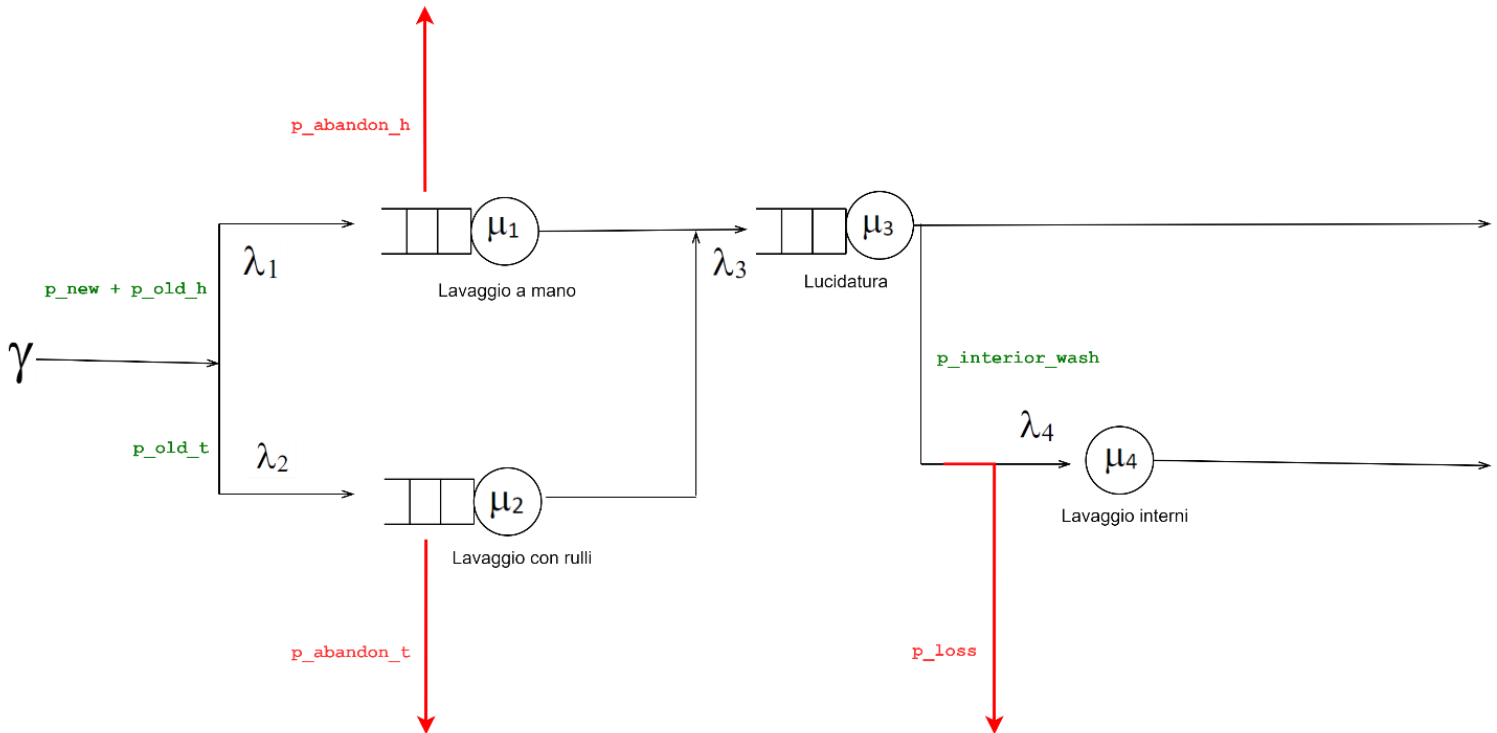 p_abandon_h
μ1
μ3
λ1
λ3
Lucidatura
p_new + p_old_h
Lavaggio a mano
γ
p_interior_wash
p_old_t
λ2
λ4
μ4
μ2
Lavaggio interni
Lavaggio con rulli
p_abandon_t
p_loss